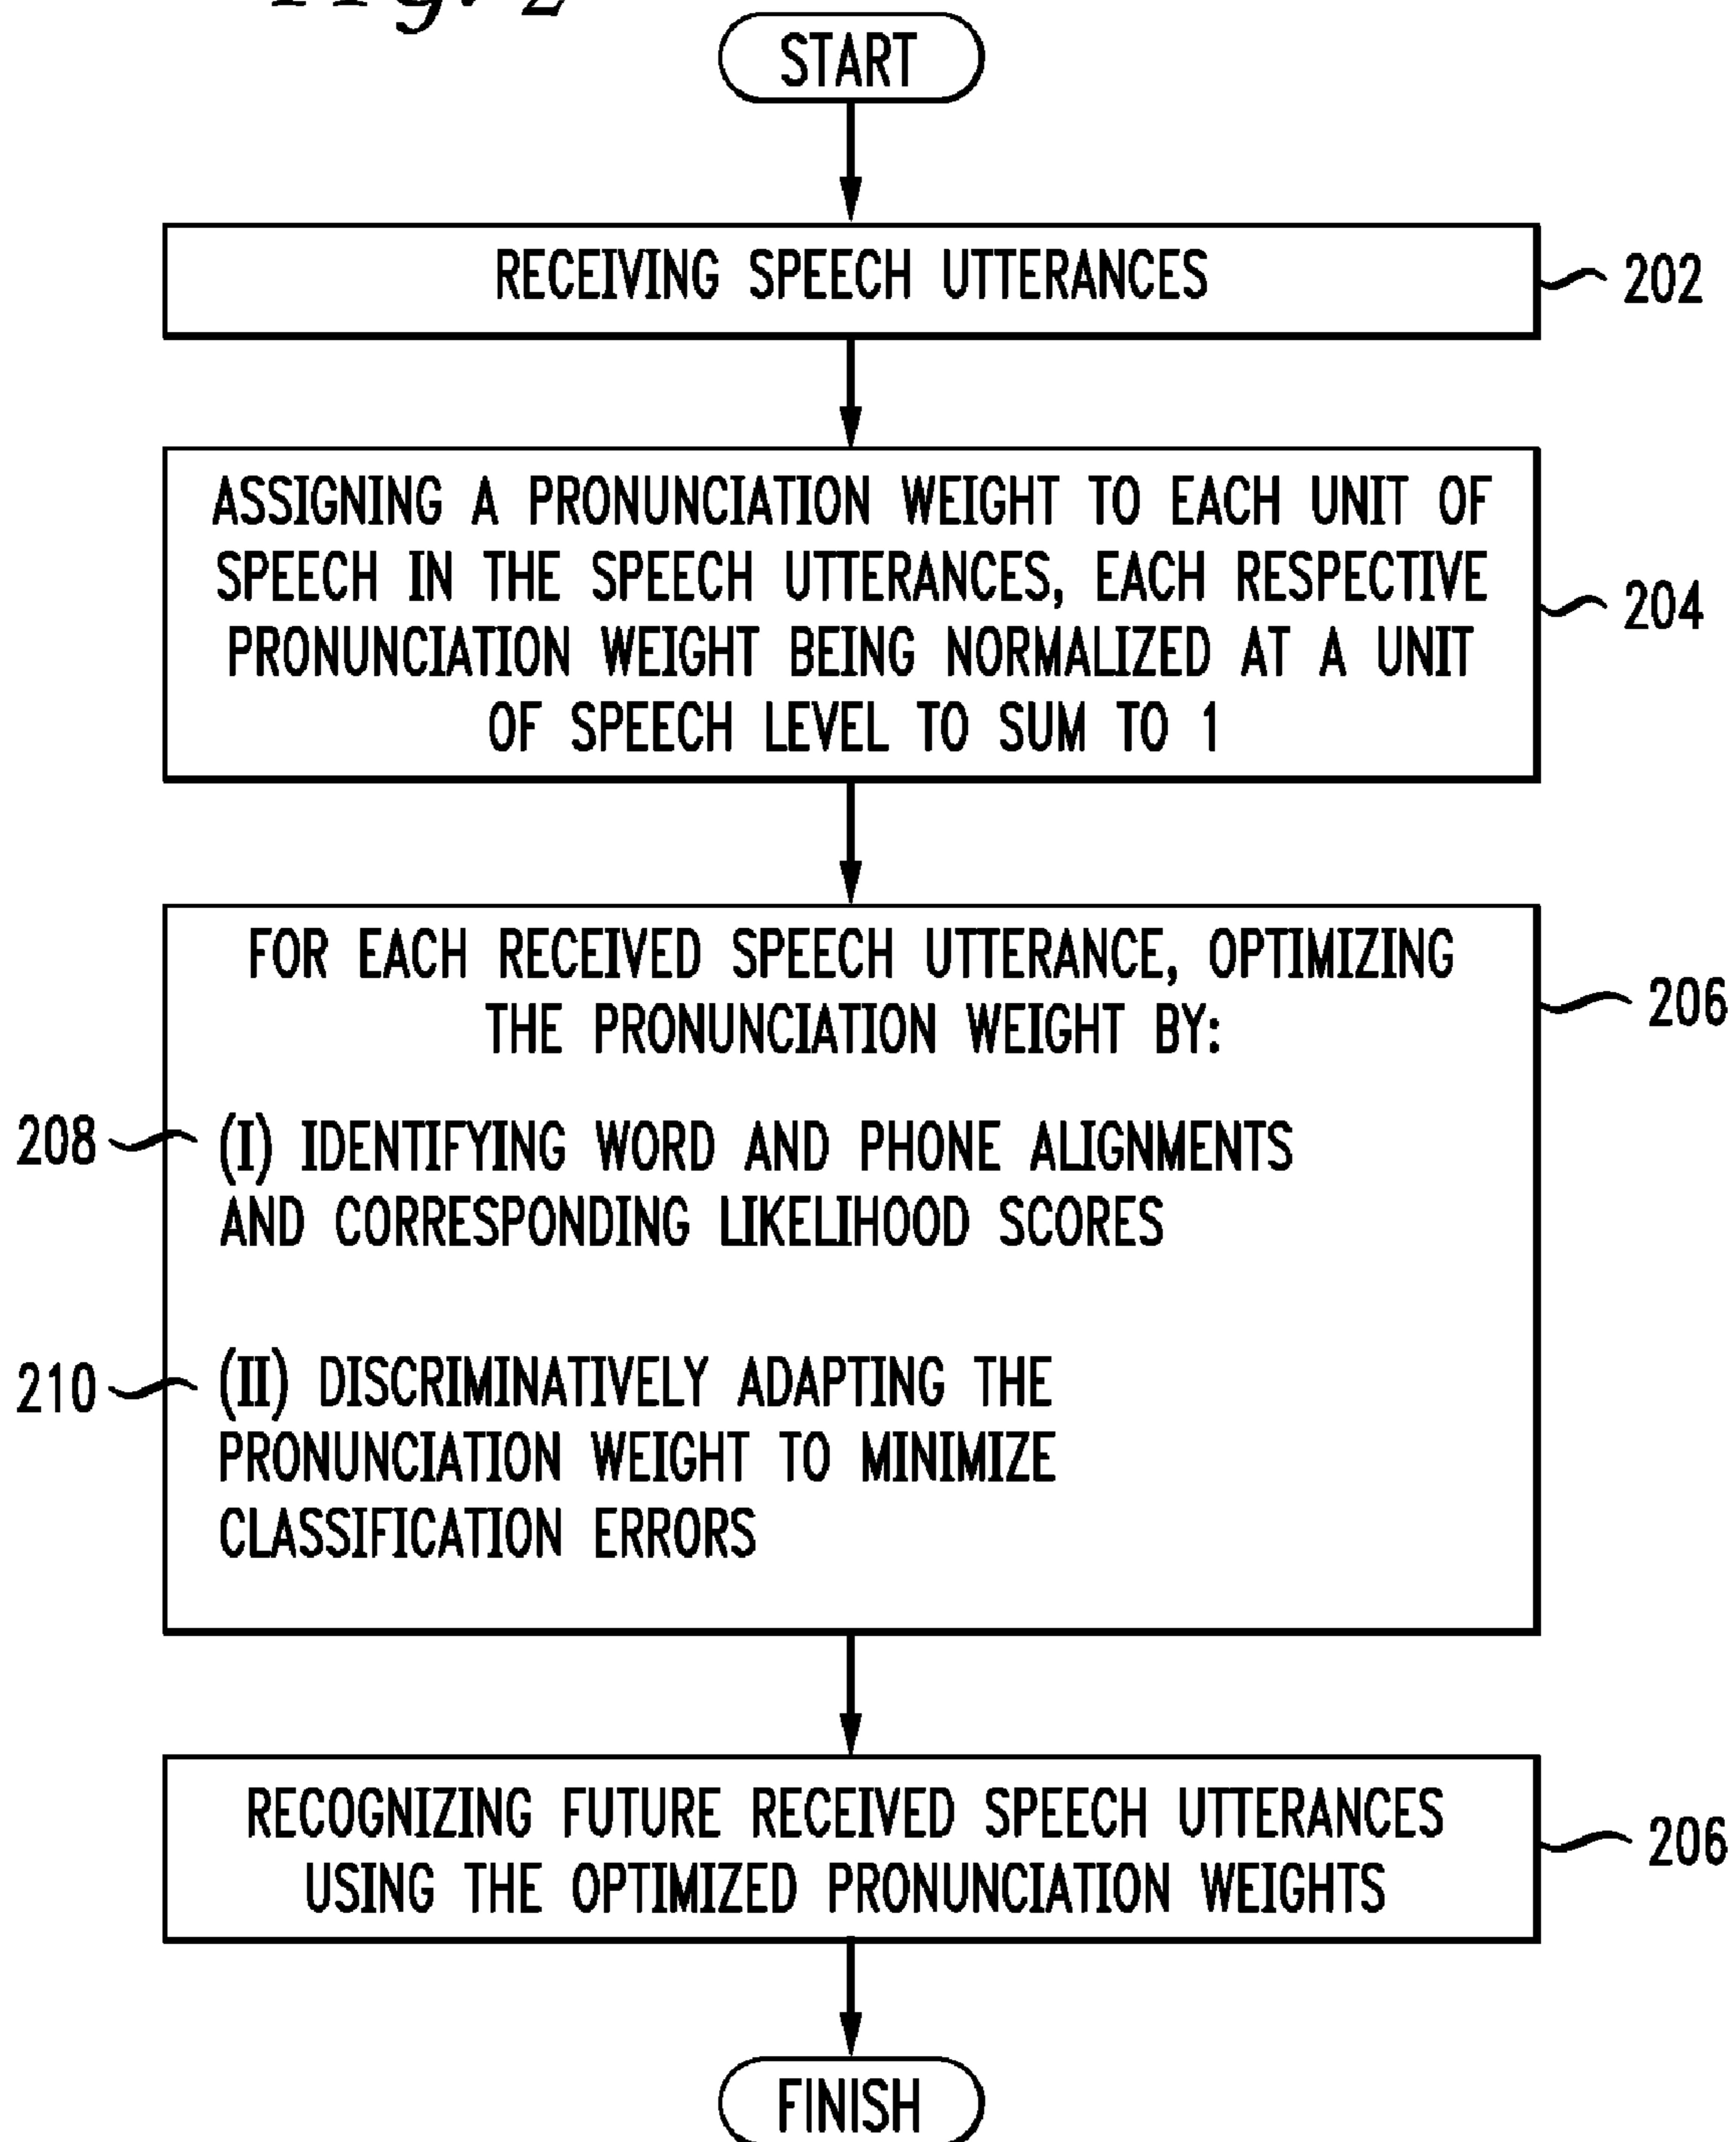 Fig. 2
START
RECEIVING SPEECH UTTERANCES
202
ASSIGNING A PRONUNCIATION WEIGHT TO EACH UNIT OF
SPEECH IN THE SPEECH UTTERANCES, EACH RESPECTIVE
PRONUNCIATION WEIGHT BEING NORMALIZED AT A UNIT
OF SPEECH LEVEL TO SUM TO 1
204
FOR EACH RECEIVED SPEECH UTTERANCE, OPTIMIZING
THE PRONUNCIATION WEIGHT BY:
206
208
(I) IDENTIFYING WORD AND PHONE ALIGNMENTS
AND CORRESPONDING LIKELIHOOD SCORES
210
(II) DISCRIMINATIVELY ADAPTING THE
PRONUNCIATION WEIGHT TO MINIMIZE
CLASSIFICATION ERRORS
RECOGNIZING FUTURE RECEIVED SPEECH UTTERANCES
USING THE OPTIMIZED PRONUNCIATION WEIGHTS
206
FINISH